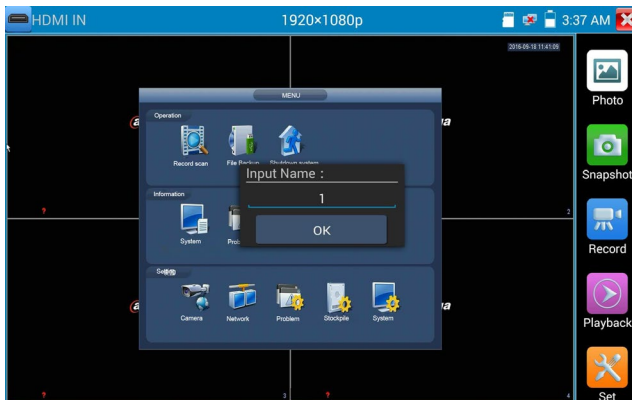 HDMI IN
1920×1080p
3:37 AM
2016-09-18 11:41:09
MENU
Operation
Record scan
File Backup
Shutdown system
Input Name :
1
OK
Information
System
Camera
Network
Problem
Stockpile
System
?
2
?
3
?
4
Photo
Snapshot
Record
Playback
Set